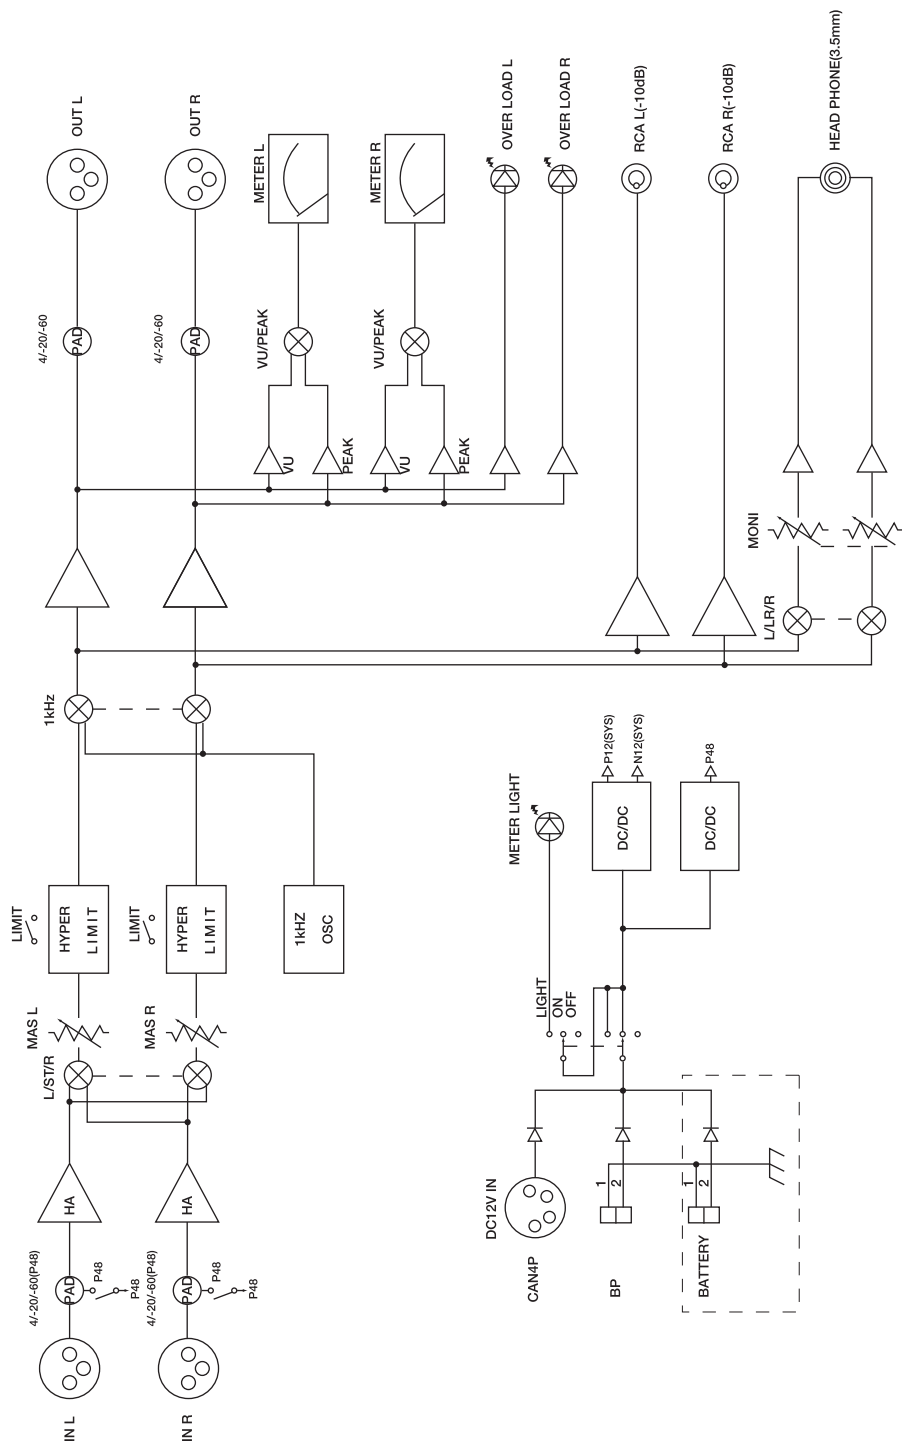 IN L
4/-20/-60(P48)
PAD
P48
P48
HA
L/ST/R
MAS L
LIMIT
HYPER
LIMIT
1kHz
4/-20/-60
PAD
OUT L
IN R
4/-20/-60(P48)
PAD
P48
P48
HA
MAS R
LIMIT
HYPER
LIMIT
4/-20/-60
PAD
OUT R
1kHZ
OSC
VU
PEAK
VU/PEAK
METER L
VU
PEAK
VU/PEAK
METER R
OVER LOAD L
OVER LOAD R
RCA L(-10dB)
RCA R(-10dB)
L/LR/R
MONI
HEAD PHONE(3.5mm)
DC12V IN
CAN4P
BP
1
2
BATTERY
1
2
LIGHT
ON
OFF
METER LIGHT
DC/DC
P12(SYS)
N12(SYS)
DC/DC
P48